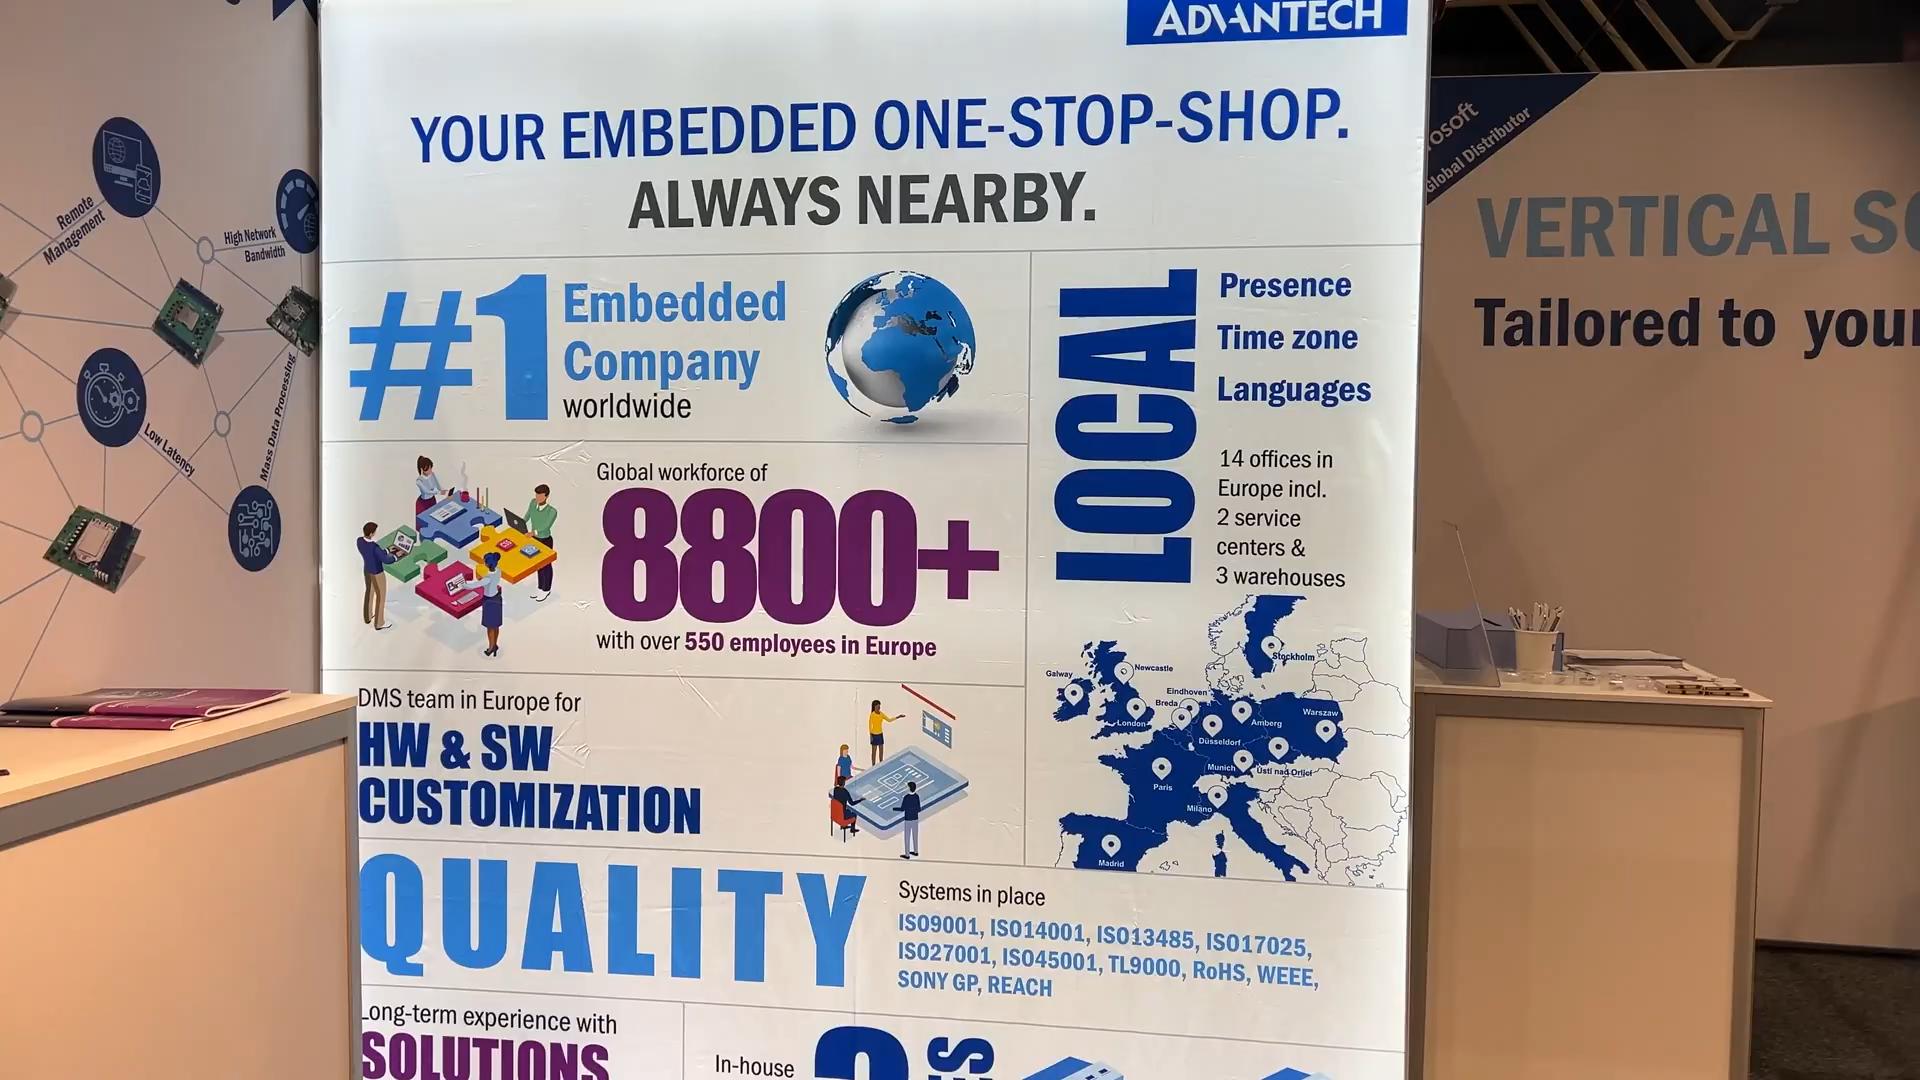 ADVANTECH
YOUR EMBEDDED ONE-STOP-SHOP.
ALWAYS NEARBY.
#1 Embedded
Company
worldwide
Global workforce of
8800+
with over 550 employees in Europe
DMS team in Europe for
HW & SW
CUSTOMIZATION
LOCAL
Presence
Time zone
Languages
14 offices in
Europe incl.
2 service
centers &
3 warehouses
Stockholm
Newcastle
Galway
Eindhoven
Breda
London
Amberg
Warszaw
Düsseldorf
Munich
Ústí nad Orlicí
Paris
Milano
Madrid
QUALITY
Systems in place
ISO9001, ISO14001, ISO13485, ISO17025,
ISO27001, ISO45001, TL9000, RoHS, WEEE,
SONY GP, REACH
Long-term experience with
SOLUTIONS
In-house
Remote
Management
High Network
Bandwidth
Low Latency
Mass Data Processing
osoft
Global Distributor
VERTICAL SO
Tailored to your